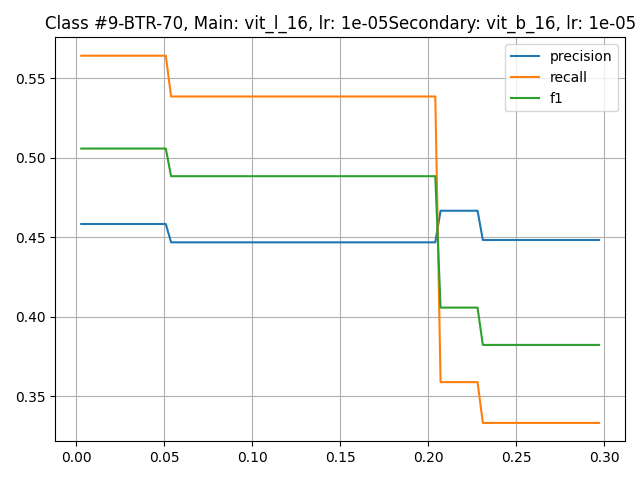 Class #9-BTR-70, Main: vit_l_16, lr: 1e-05Secondary: vit_b_16, lr: 1e-05
precision
recall
f1
0.55
0.50
0.45
0.40
0.35
0.00 0.05 0.10 0.15 0.20 0.25 0.30